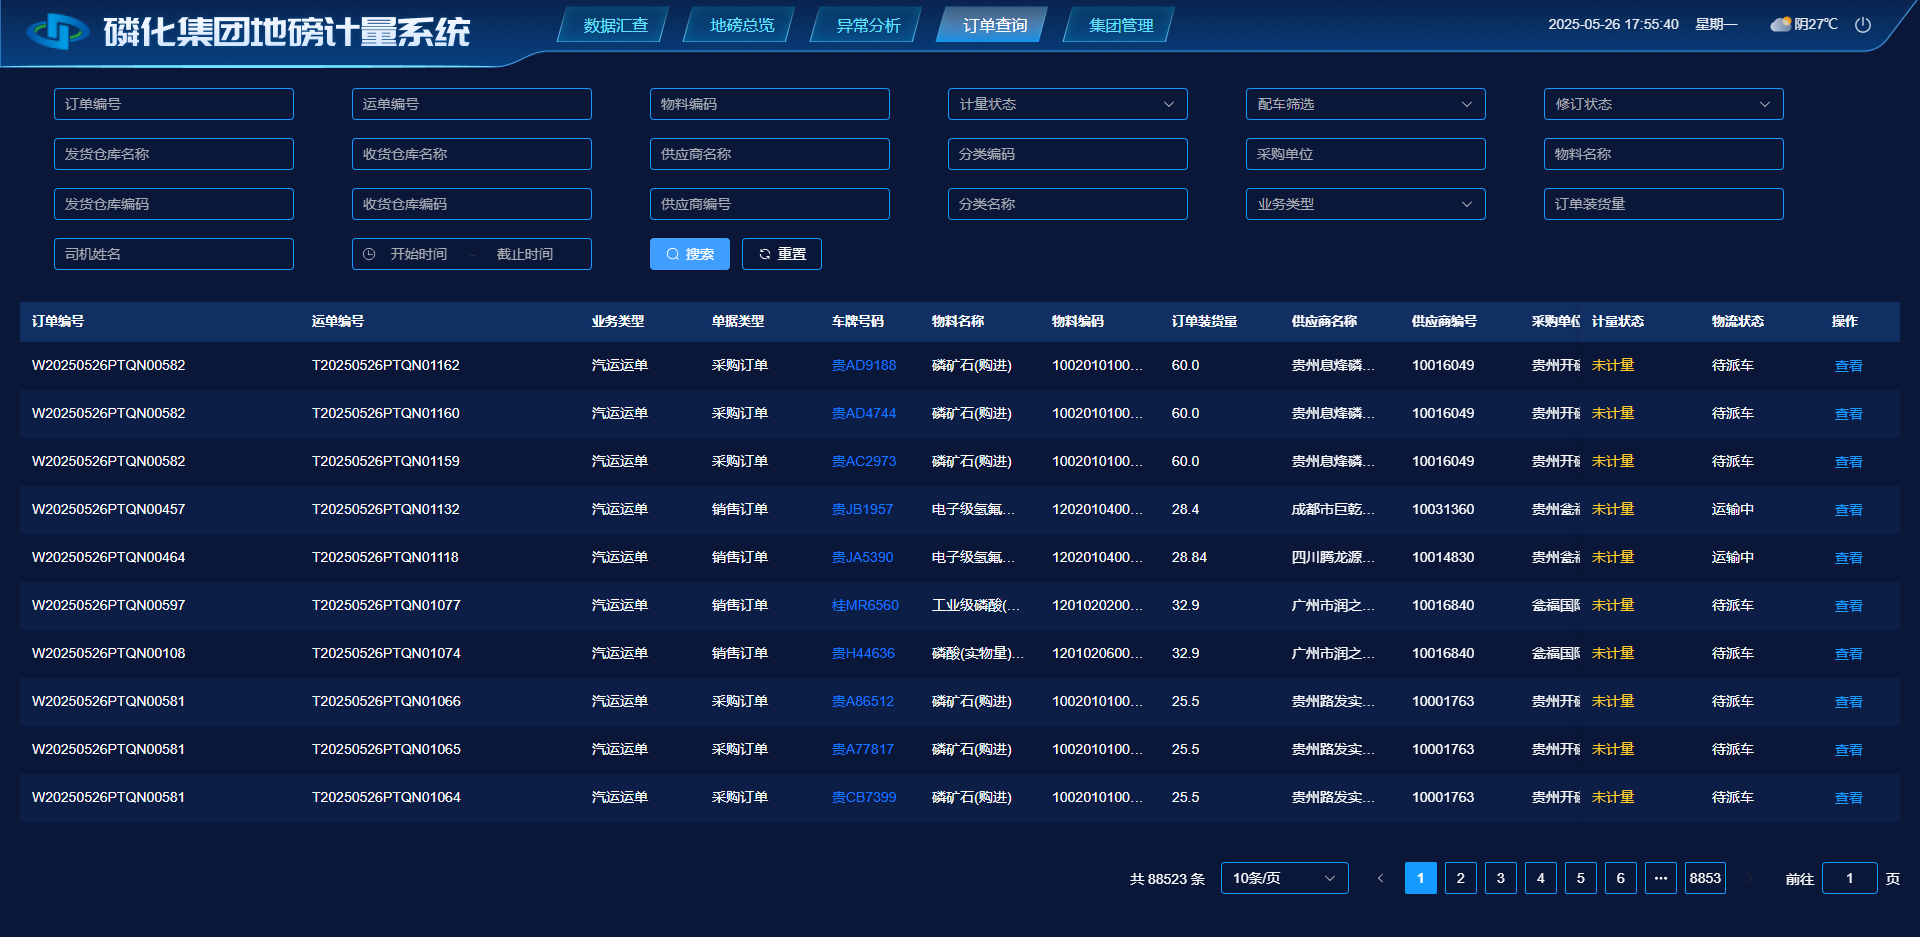 磷化集团地磅计量系统
数据汇查 地磅总览 异常分析 订单查询 集团管理
2025-05-26 17:55:40 星期一 阴27℃
订单编号 运单编号 物料编码 计量状态 配车筛选 修订状态
发货仓库名称 收货仓库名称 供应商名称 分类编码 采购单位 物料名称
发货仓库编码 收货仓库编码 供应商编号 分类名称 业务类型 订单装货量
司机姓名 开始时间 - 截止时间 搜索 重置
订单编号 运单编号 业务类型 单据类型 车牌号码 物料名称 物料编码 订单装货量 供应商名称 供应商编号 采购单位 计量状态 物流状态 操作
W20250526PTQN00582 T20250526PTQN01162 汽运运单 采购订单 贵AD9188 磷矿石(购进) 1002010100... 60.0 贵州息烽磷... 10016049 贵州开 未计量 待派车 查看
W20250526PTQN00582 T20250526PTQN01160 汽运运单 采购订单 贵AD4744 磷矿石(购进) 1002010100... 60.0 贵州息烽磷... 10016049 贵州开 未计量 待派车 查看
W20250526PTQN00582 T20250526PTQN01159 汽运运单 采购订单 贵AC2973 磷矿石(购进) 1002010100... 60.0 贵州息烽磷... 10016049 贵州开 未计量 待派车 查看
W20250526PTQN00457 T20250526PTQN01132 汽运运单 销售订单 贵JB1957 电子级氢氟... 1202010400... 28.4 成都市巨乾... 10031360 贵州瓮 未计量 运输中 查看
W20250526PTQN00464 T20250526PTQN01118 汽运运单 销售订单 贵JA5390 电子级氢氟... 1202010400... 28.84 四川腾龙源... 10014830 贵州瓮 未计量 运输中 查看
W20250526PTQN00597 T20250526PTQN01077 汽运运单 销售订单 桂MR6560 工业级磷酸(... 1201020200... 32.9 广州市润之... 10016840 瓮福国 未计量 待派车 查看
W20250526PTQN00108 T20250526PTQN01074 汽运运单 销售订单 贵H44636 磷酸(实物量)... 1201020600... 32.9 广州市润之... 10016840 瓮福国 未计量 待派车 查看
W20250526PTQN00581 T20250526PTQN01066 汽运运单 采购订单 贵A86512 磷矿石(购进) 1002010100... 25.5 贵州路发实... 10001763 贵州开 未计量 待派车 查看
W20250526PTQN00581 T20250526PTQN01065 汽运运单 采购订单 贵A77817 磷矿石(购进) 1002010100... 25.5 贵州路发实... 10001763 贵州开 未计量 待派车 查看
W20250526PTQN00581 T20250526PTQN01064 汽运运单 采购订单 贵CB7399 磷矿石(购进) 1002010100... 25.5 贵州路发实... 10001763 贵州开 未计量 待派车 查看
共 88523 条 10条/页 1 2 3 4 5 6 ... 8853 前往 1 页